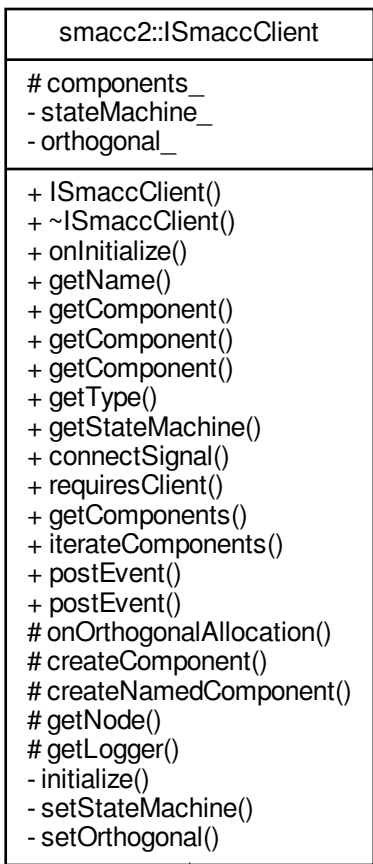 smacc2::ISmaccClient
# components_
- stateMachine_
- orthogonal_
+ ISmaccClient()
+ ~ISmaccClient()
+ onInitialize()
+ getName()
+ getComponent()
+ getComponent()
+ getComponent()
+ getType()
+ getStateMachine()
+ connectSignal()
+ requiresClient()
+ getComponents()
+ iterateComponents()
+ postEvent()
+ postEvent()
# onOrthogonalAllocation()
# createComponent()
# createNamedComponent()
# getNode()
# getLogger()
- initialize()
- setStateMachine()
- setOrthogonal()